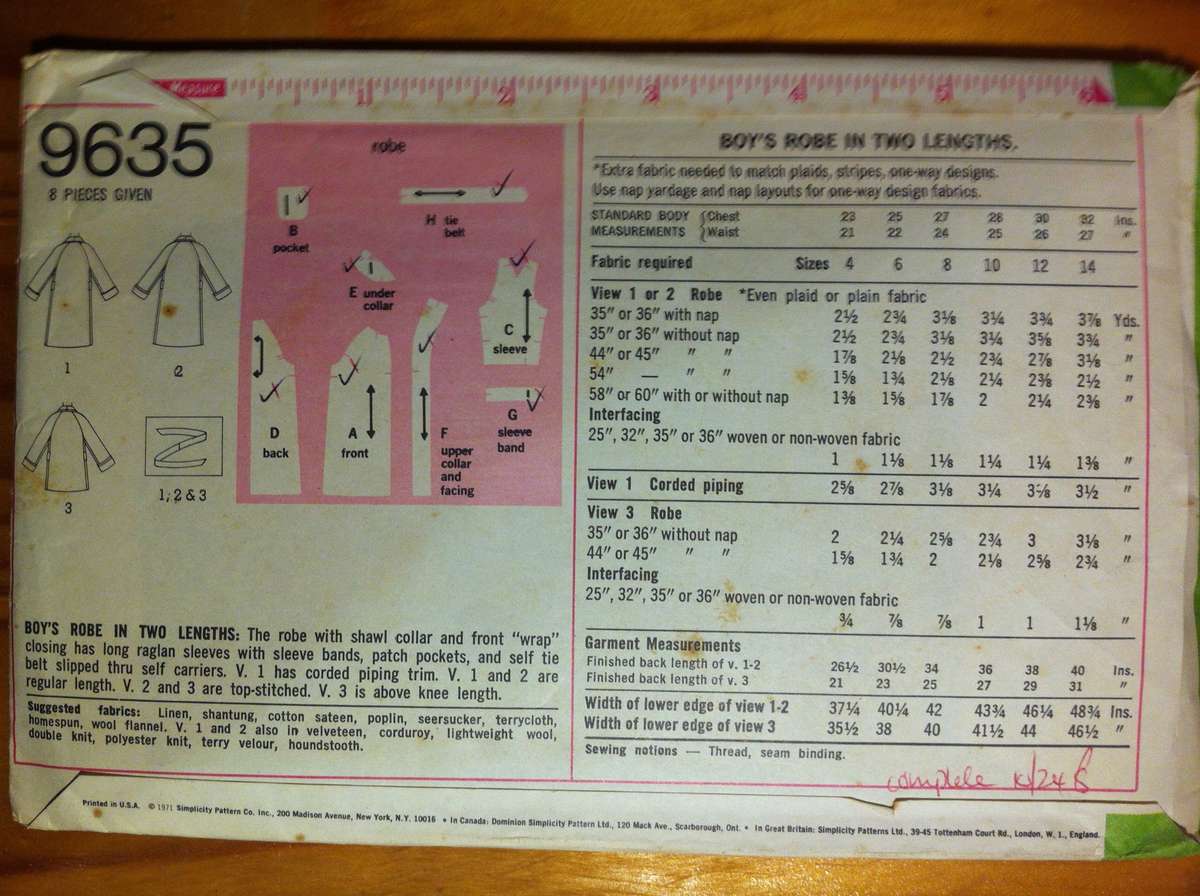 Measure
1 2 3 4 5 6
9635
8 PIECES GIVEN
1
2
3
1, 2 & 3
robe
B
pocket
H tie
belt
E under
collar
C
sleeve
G
sleeve
band
D
back
A
front
F
upper
collar
and
facing
BOY'S ROBE IN TWO LENGTHS: The robe with shawl collar and front "wrap"
closing has long raglan sleeves with sleeve bands, patch pockets, and self tie
belt slipped thru self carriers. V. 1 has corded piping trim. V. 1 and 2 are
regular length. V. 2 and 3 are top-stitched. V. 3 is above knee length.
Suggested fabrics: Linen, shantung, cotton sateen, poplin, seersucker, terrycloth,
homespun, wool flannel. V. 1 and 2 also in velveteen, corduroy, lightweight wool,
double knit, polyester knit, terry velour, houndstooth.
BOY'S ROBE IN TWO LENGTHS.
*Extra fabric needed to match plaids, stripes, one-way designs.
Use nap yardage and nap layouts for one-way design fabrics.
STANDARD BODY { Chest 23 25 27 28 30 32 Ins.
MEASUREMENTS { Waist 21 22 24 25 26 27 "
Fabric required Sizes 4 6 8 10 12 14
View 1 or 2 Robe *Even plaid or plain fabric
35" or 36" with nap 2½ 2¾ 3⅛ 3¼ 3¾ 3⅞ Yds.
35" or 36" without nap 2½ 2¾ 3⅛ 3¼ 3⅝ 3¾ "
44" or 45" " " 1⅞ 2⅛ 2½ 2¾ 2⅞ 3⅛ "
54" — " " 1⅝ 1¾ 2⅛ 2¼ 2⅜ 2½ "
58" or 60" with or without nap 1⅜ 1⅝ 1⅞ 2 2¼ 2⅜ "
Interfacing
25", 32", 35" or 36" woven or non-woven fabric
1 1⅛ 1⅛ 1¼ 1¼ 1⅜ "
View 1 Corded piping 2⅝ 2⅞ 3⅛ 3¼ 3⅜ 3½ "
View 3 Robe
35" or 36" without nap 2 2¼ 2⅝ 2¾ 3 3⅛ "
44" or 45" " " 1⅝ 1¾ 2 2⅛ 2⅝ 2¾ "
Interfacing
25", 32", 35" or 36" woven or non-woven fabric
¾ ⅞ ⅞ 1 1 1⅛ "
Garment Measurements
Finished back length of v. 1-2 26½ 30½ 34 36 38 40 Ins.
Finished back length of v. 3 21 23 25 27 29 31 "
Width of lower edge of view 1-2 37¼ 40¼ 42 43¾ 46¼ 48¾ Ins.
Width of lower edge of view 3 35½ 38 40 41½ 44 46½ "
Sewing notions — Thread, seam binding.
complete
Printed in U.S.A. © 1971 Simplicity Pattern Co. Inc., 200 Madison Avenue, New York, N.Y. 10016 • In Canada: Dominion Simplicity Pattern Ltd., 120 Mack Ave., Scarborough, Ont. • In Great Britain: Simplicity Patterns Ltd., 39-45 Tottenham Court Rd., London, W. 1., England.